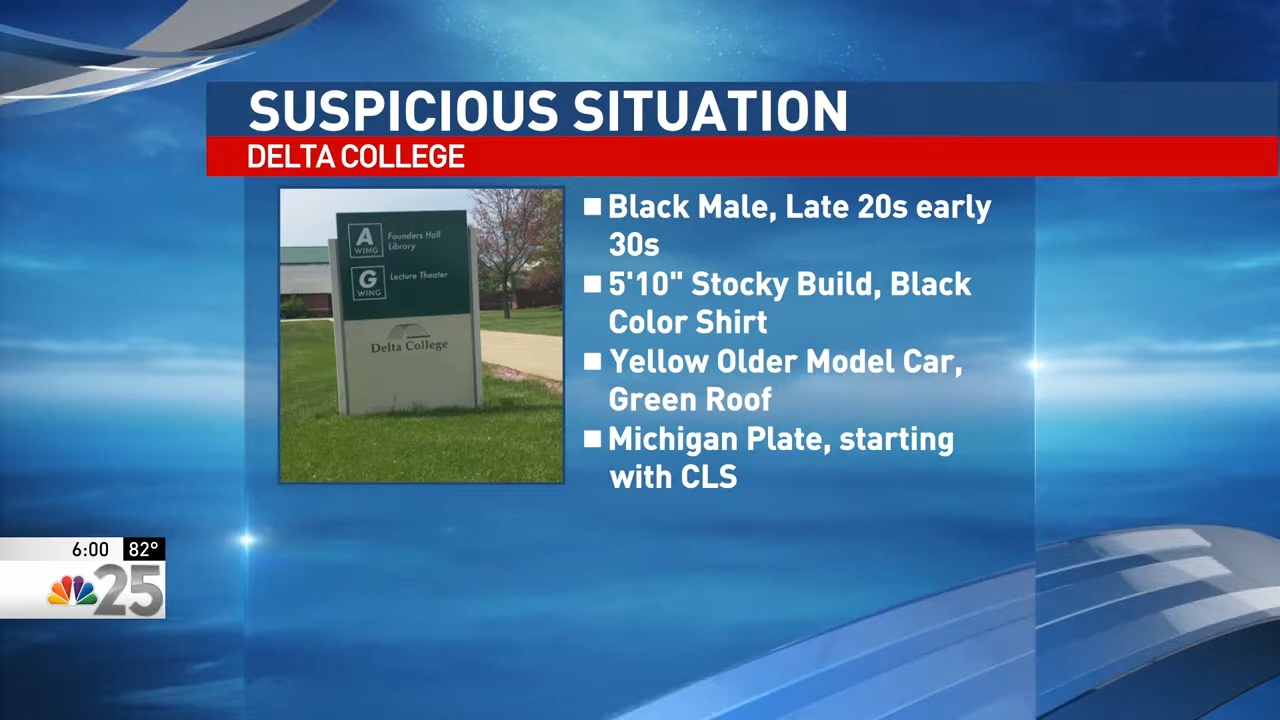 SUSPICIOUS SITUATION
DELTA COLLEGE
A
WING
Founders Hall
Library
G
WING
Lecture Theater
Delta College
Black Male, Late 20s early
30s
5'10" Stocky Build, Black
Color Shirt
Yellow Older Model Car,
Green Roof
Michigan Plate, starting
with CLS
6:00 82°
25